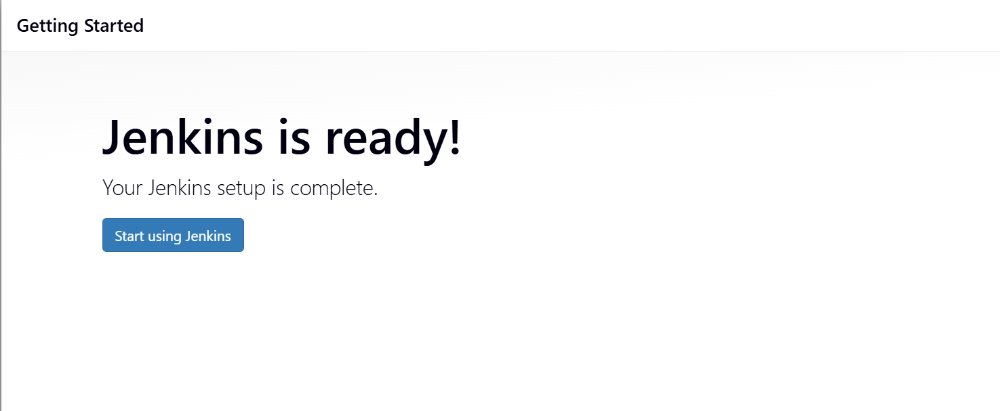 Getting Started
Jenkins is ready!
Your Jenkins setup is complete.
Start using Jenkins